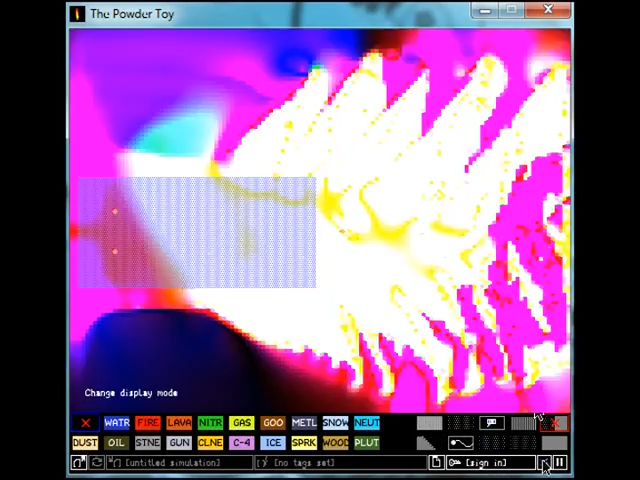 The Powder Toy
Change display mode
WATR FIRE LAVA NITR GAS GOO METL SNOW NEUT
DUST OIL STNE GUN CLNE C-4 ICE SPRK WOOD PLUT
[untitled simulation] [no tags set] [sign in]